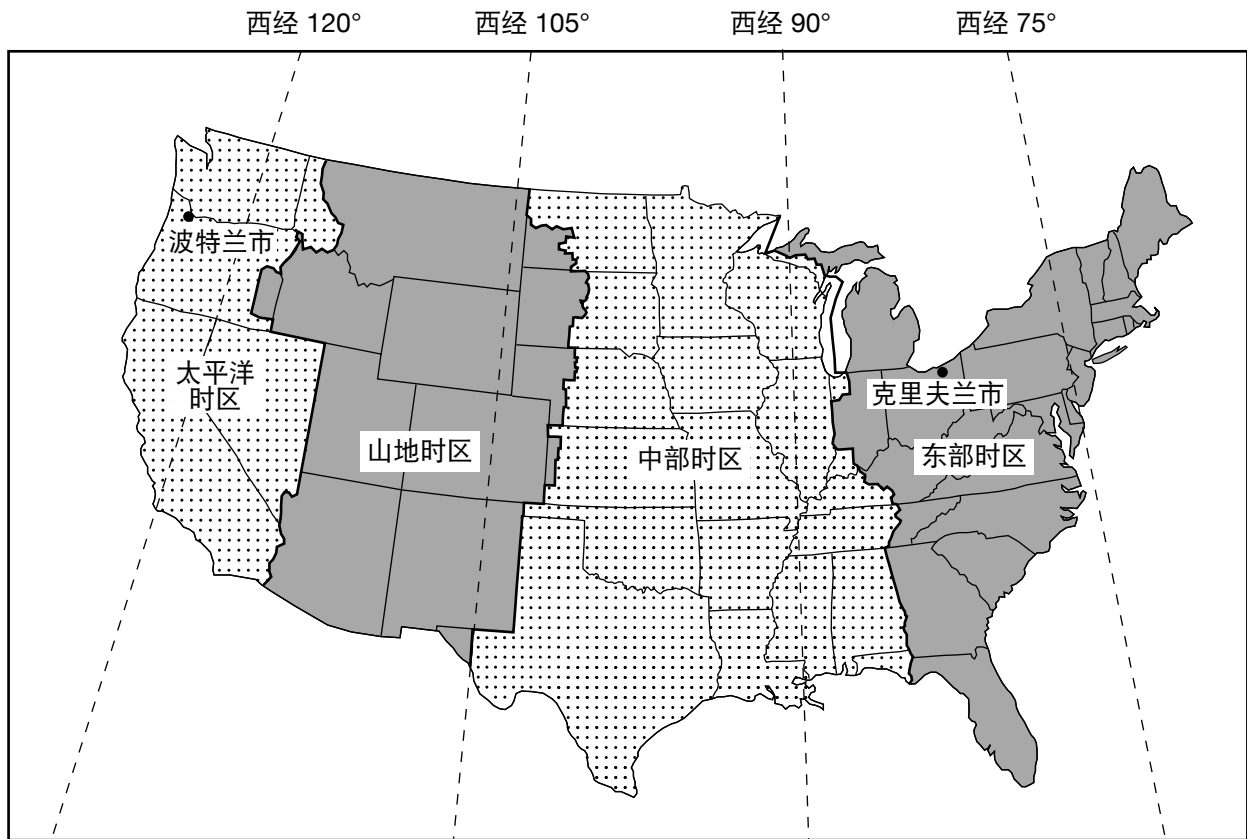 西经 120°
西经 105°
西经 90°
西经 75°
波特兰市
太平洋
时区
克里夫兰市
山地时区
中部时区
东部时区